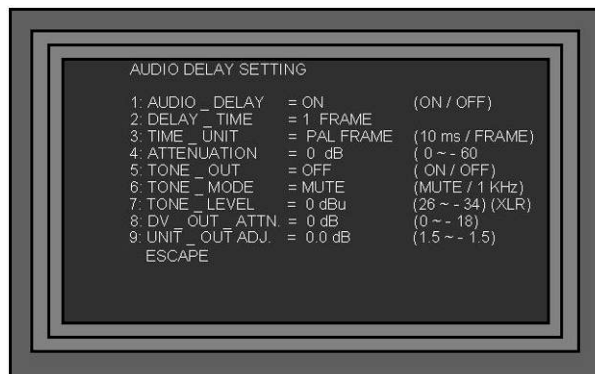 AUDIO DELAY SETTING
1: AUDIO _ DELAY = ON (ON / OFF)
2: DELAY _ TIME = 1 FRAME
3: TIME _ UNIT = PAL FRAME (10 ms / FRAME)
4: ATTENUATION = 0 dB ( 0 ~ - 60
5: TONE _ OUT = OFF ( ON / OFF)
6: TONE _ MODE = MUTE (MUTE / 1 KHz)
7: TONE _ LEVEL = 0 dBu (26 ~ - 34) (XLR)
8: DV _ OUT _ ATTN. = 0 dB (0 ~ - 18)
9: UNIT _ OUT ADJ. = 0.0 dB (1.5 ~ - 1.5)
ESCAPE